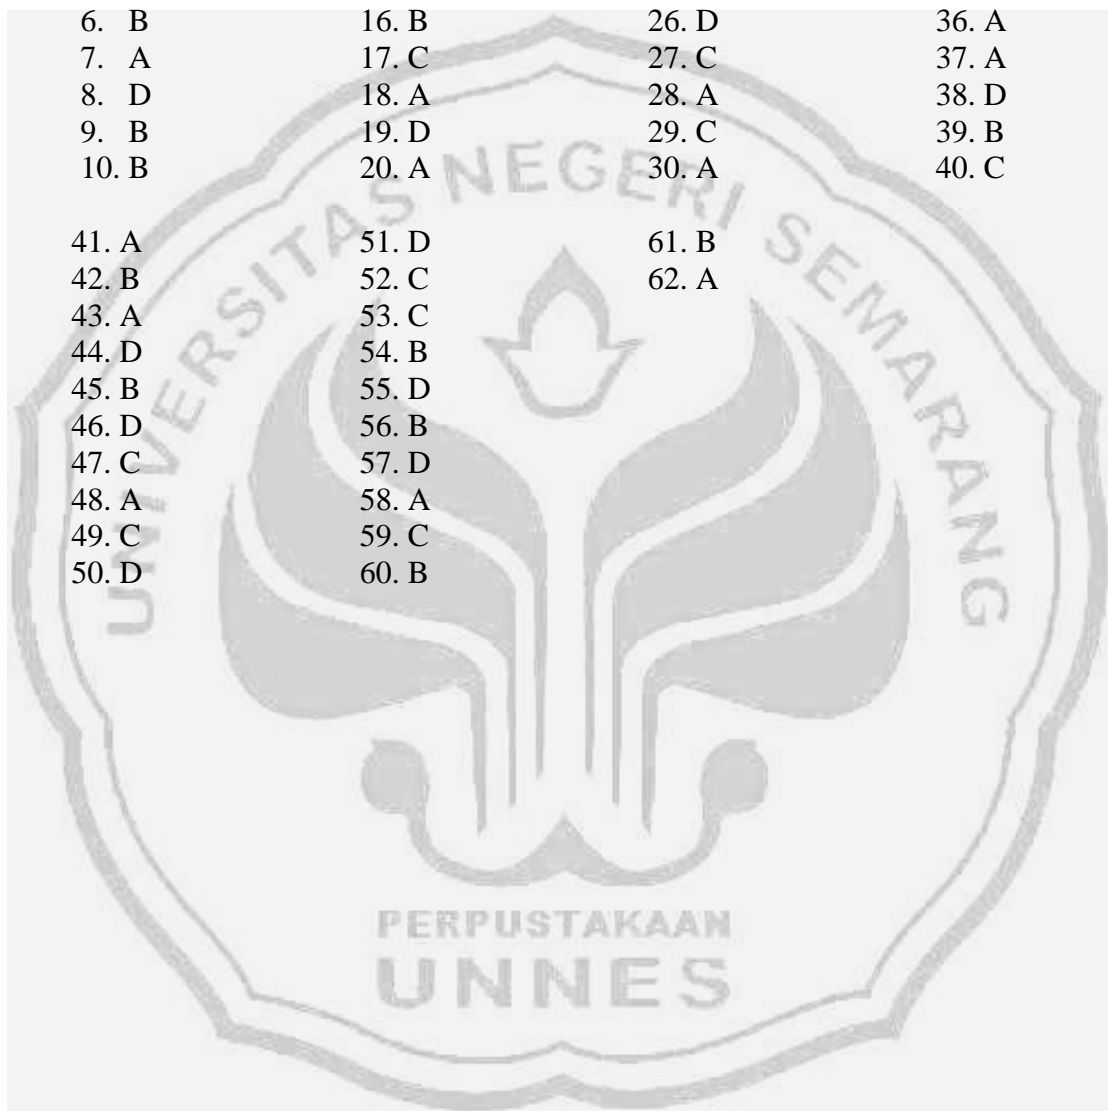 6. B 16. B 26. D 36. A
7. A 17. C 27. C 37. A
8. D 18. A 28. A 38. D
9. B 19. D 29. C 39. B
10. B 20. A 30. A 40. C
41. A 51. D 61. B
42. B 52. C 62. A
43. A 53. C
44. D 54. B
45. B 55. D
46. D 56. B
47. C 57. D
48. A 58. A
49. C 59. C
50. D 60. B
UNIVERSITAS NEGERI SEMARANG
PERPUSTAKAAN
UNNES